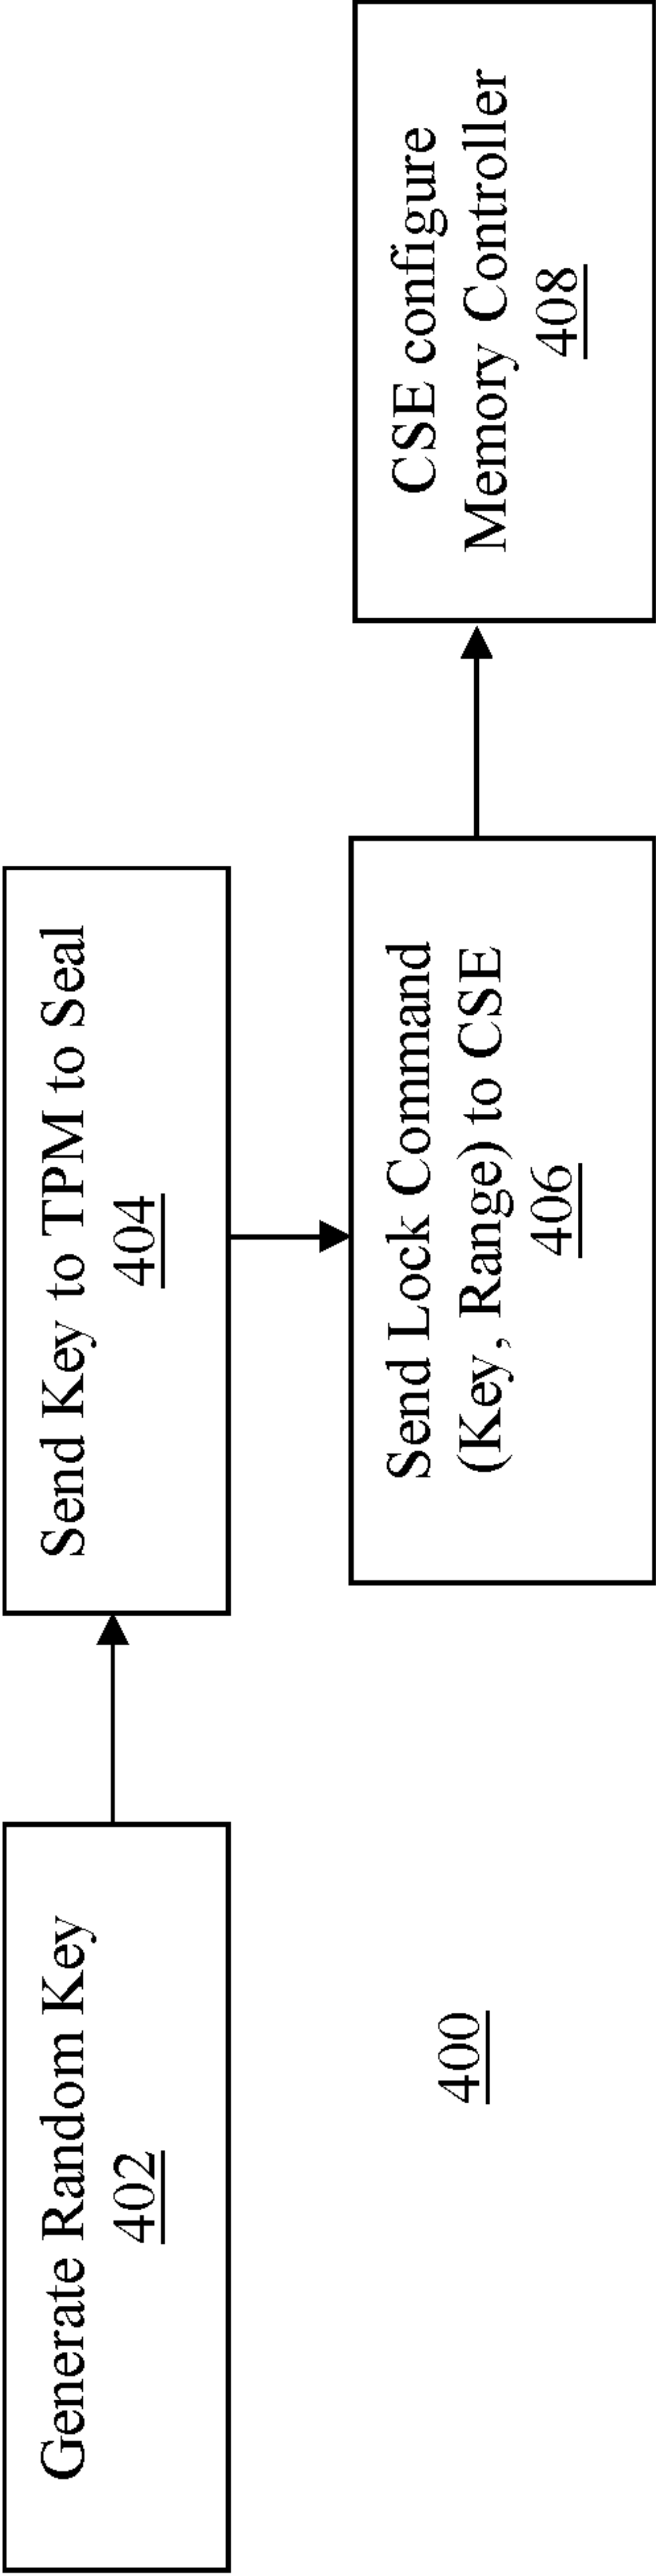 Generate Random Key
402
Send Key to TPM to Seal
404
Send Lock Command
(Key, Range) to CSE
406
CSE configure
Memory Controller
408
400